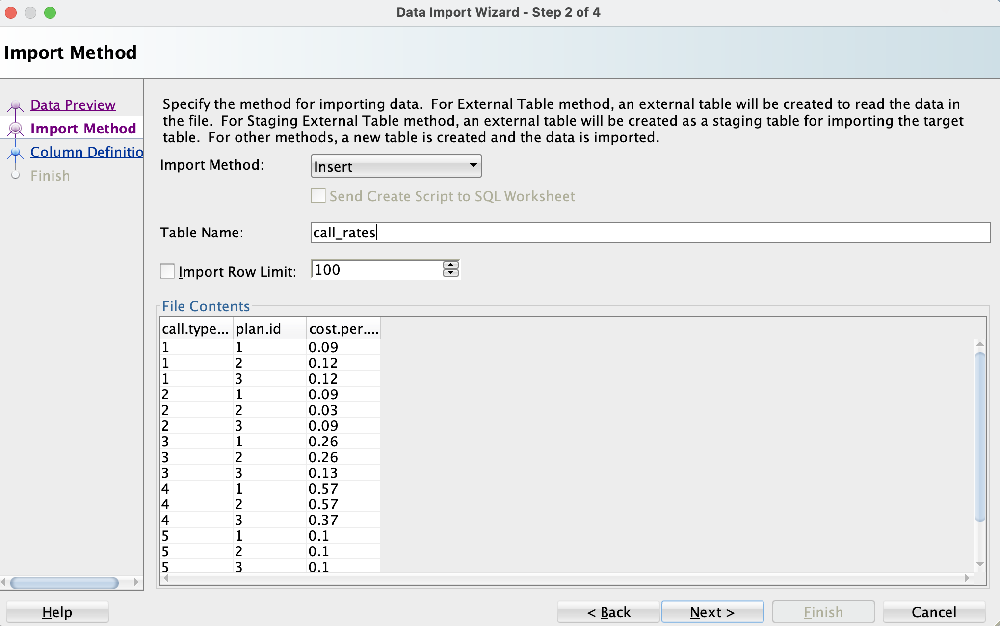 Data Import Wizard - Step 2 of 4
Import Method
Data Preview
Import Method
Column Definitio
Finish
Specify the method for importing data.  For External Table method, an external table will be created to read the data in
the file.  For Staging External Table method, an external table will be created as a staging table for importing the target
table.  For other methods, a new table is created and the data is imported.
Import Method: Insert
Send Create Script to SQL Worksheet
Table Name: call_rates
Import Row Limit: 100
File Contents
call.type... plan.id cost.per....
1 1 0.09
1 2 0.12
1 3 0.12
2 1 0.09
2 2 0.03
2 3 0.09
3 1 0.26
3 2 0.26
3 3 0.13
4 1 0.57
4 2 0.57
4 3 0.37
5 1 0.1
5 2 0.1
5 3 0.1
Help < Back Next > Finish Cancel